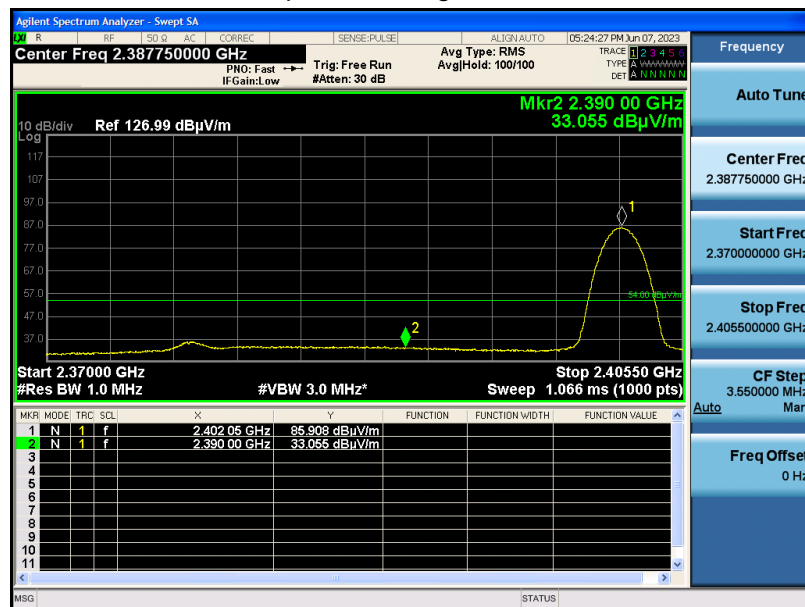 Agilent Spectrum Analyzer - Swept SA
LXI R RF 50 Ω AC CORREC SENSE:PULSE ALIGN AUTO 05:24:27 PM Jun 07, 2023
Center Freq 2.387750000 GHz
PNO: Fast
IFGain:Low
Trig: Free Run
#Atten: 30 dB
Avg Type: RMS
Avg|Hold: 100/100
TRACE 1 2 3 4 5 6
TYPE A
DET A N N N N N
Mkr2 2.390 00 GHz
33.055 dBµV/m
10 dB/div
Log
Ref 126.99 dBµV/m
117
107
97.0
87.0
77.0
67.0
57.0
47.0
37.0
1
2
54.00 dBµV/m
Start 2.37000 GHz
Stop 2.40550 GHz
#Res BW 1.0 MHz
#VBW 3.0 MHz*
Sweep 1.066 ms (1000 pts)
MKR MODE TRC SCL X Y FUNCTION FUNCTION WIDTH FUNCTION VALUE
1 N 1 f 2.402 05 GHz 85.908 dBµV/m
2 N 1 f 2.390 00 GHz 33.055 dBµV/m
3
4
5
6
7
8
9
10
11
MSG STATUS
Frequency
Auto Tune
Center Freq
2.387750000 GHz
Start Freq
2.370000000 GHz
Stop Freq
2.405500000 GHz
CF Step
3.550000 MHz
Auto Man
Freq Offset
0 Hz